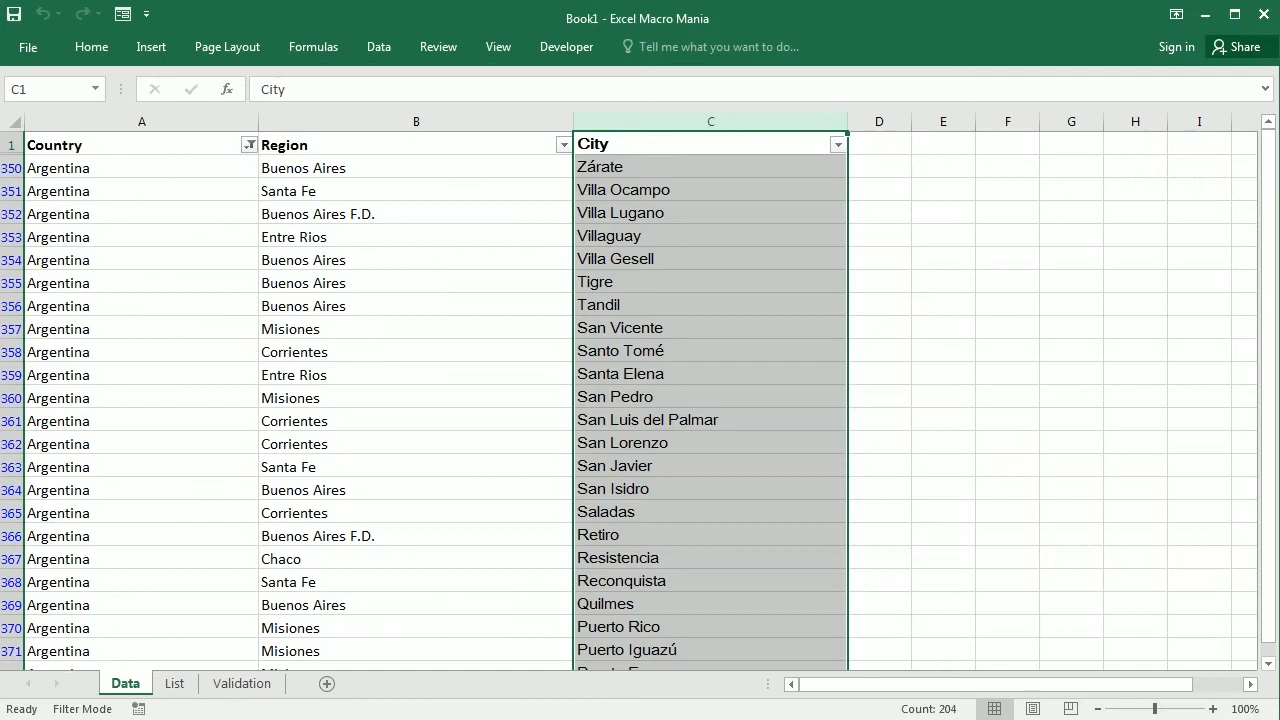 Book1 - Excel Macro Mania
File Home Insert Page Layout Formulas Data Review View Developer Tell me what you want to do... Sign in Share
C1 fx City
A B C D E F G H I
1 Country Region City
350 Argentina Buenos Aires Zárate
351 Argentina Santa Fe Villa Ocampo
352 Argentina Buenos Aires F.D. Villa Lugano
353 Argentina Entre Rios Villaguay
354 Argentina Buenos Aires Villa Gesell
355 Argentina Buenos Aires Tigre
356 Argentina Buenos Aires Tandil
357 Argentina Misiones San Vicente
358 Argentina Corrientes Santo Tomé
359 Argentina Entre Rios Santa Elena
360 Argentina Misiones San Pedro
361 Argentina Corrientes San Luis del Palmar
362 Argentina Corrientes San Lorenzo
363 Argentina Santa Fe San Javier
364 Argentina Buenos Aires San Isidro
365 Argentina Corrientes Saladas
366 Argentina Buenos Aires F.D. Retiro
367 Argentina Chaco Resistencia
368 Argentina Santa Fe Reconquista
369 Argentina Buenos Aires Quilmes
370 Argentina Misiones Puerto Rico
371 Argentina Misiones Puerto Iguazú
Data List Validation
Ready Filter Mode Count: 204 100%